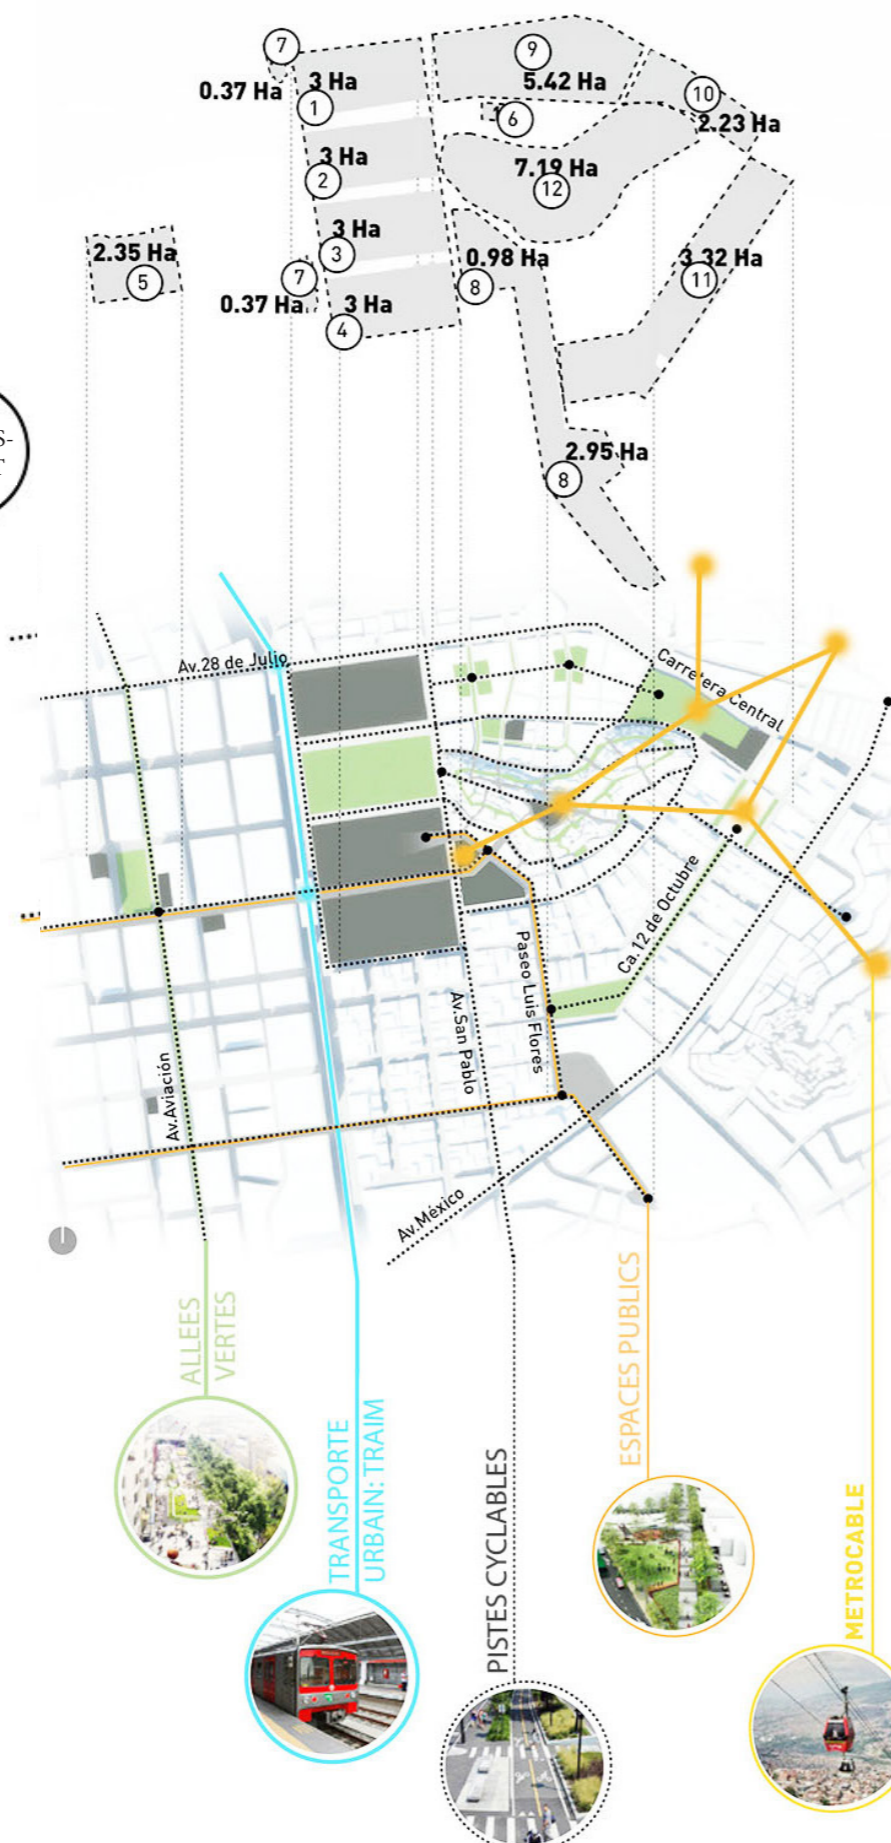 7
9
0.37 Ha
3 Ha
5.42 Ha
10
1
6
2.23 Ha
3 Ha
7.19 Ha
2
12
3 Ha
2.35 Ha
3
0.98 Ha
3.32 Ha
5
7
8
11
0.37 Ha
3 Ha
4
S-
T
2.95 Ha
8
Av.28 de Julio
Carretera Central
Ca.12 de Octubre
Paseo Luis Flores
Av.San Pablo
Av.Aviación
Av.México
ALLEES
VERTES
TRANSPORTE
URBAIN: TRAIM
PISTES CYCLABLES
ESPACES PUBLICS
METROCABLE